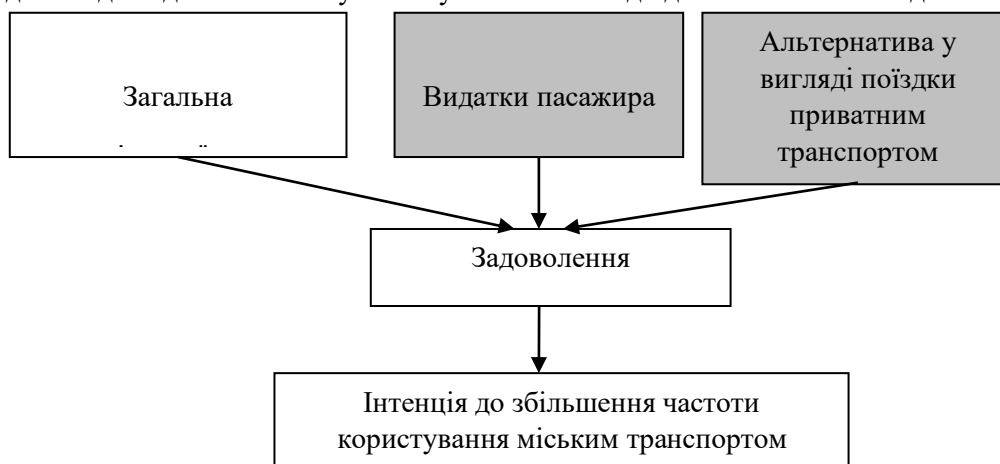 Альтернатива у
вигляді поїздки
приватним
транспортом
Загальна
Видатки пасажира
Задоволення
Інтенція до збільшення частоти
користування міським транспортом